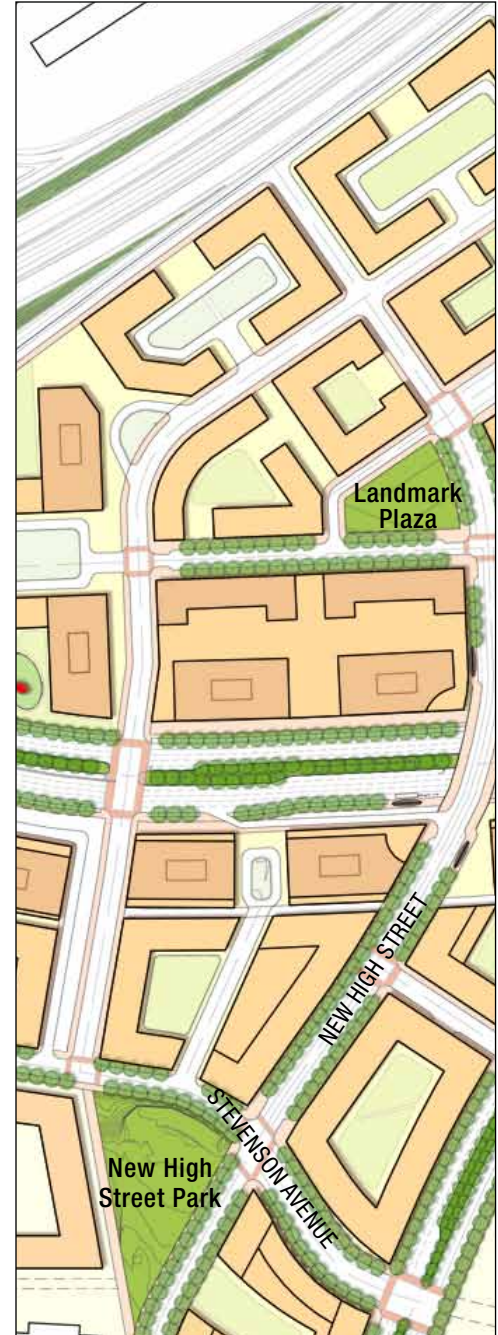 Landmark
Plaza
NEW HIGH STREET
STEVENSON AVENUE
New High
Street Park